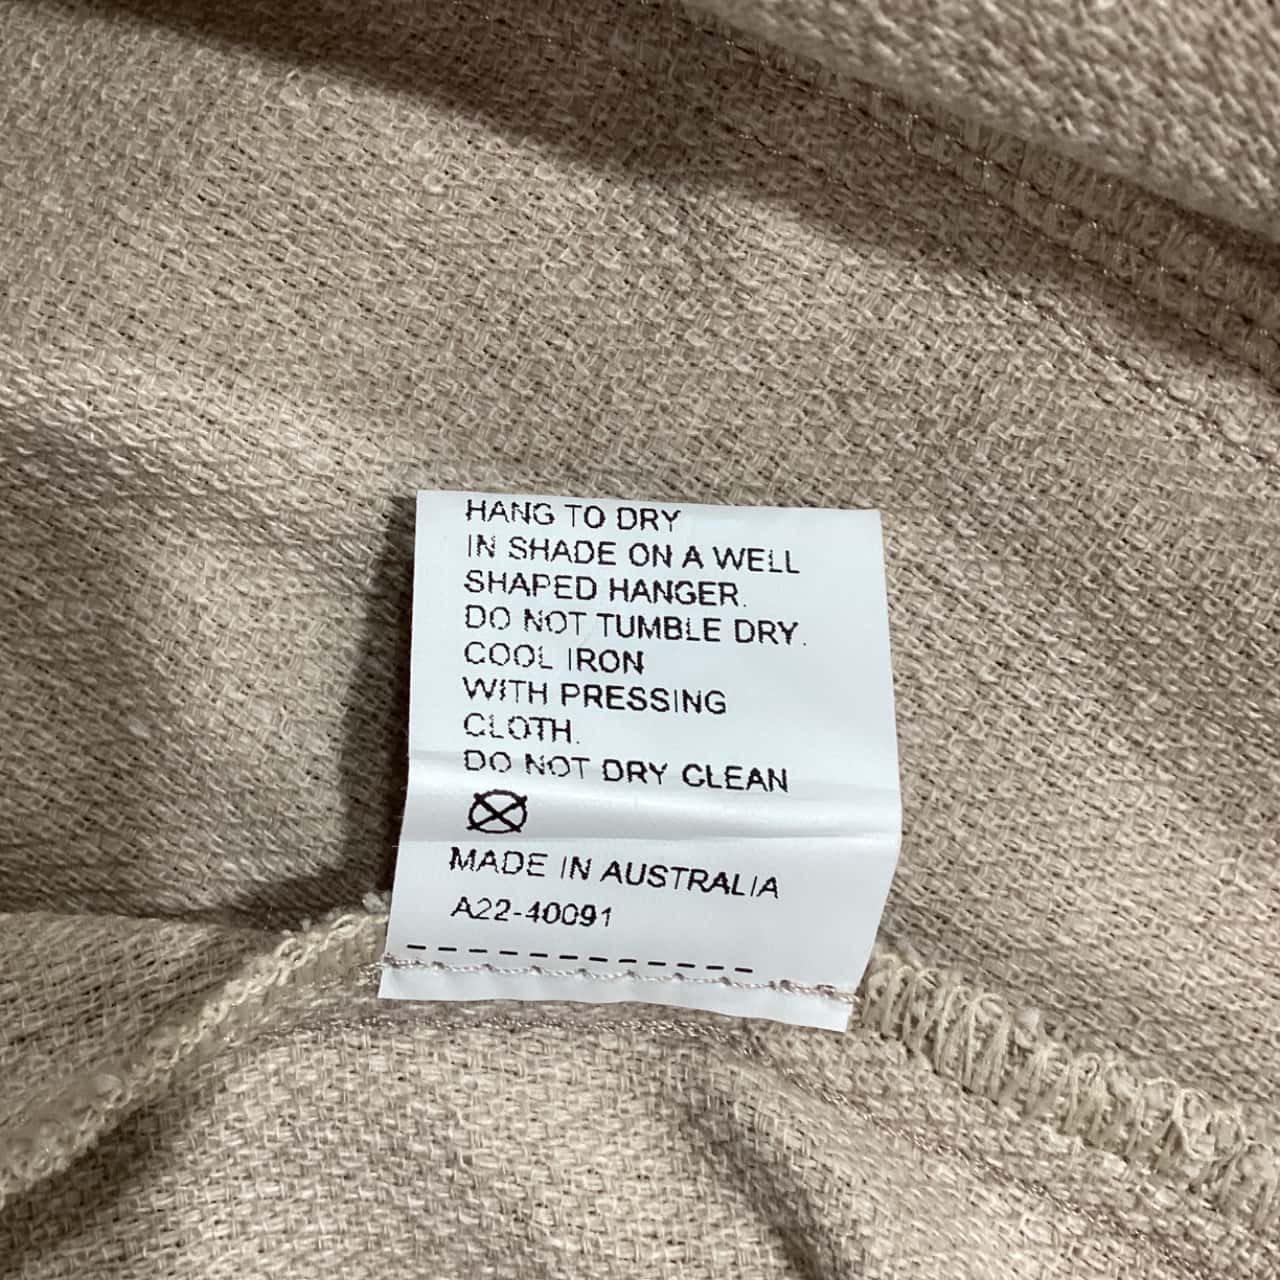 HANG TO DRY
IN SHADE ON A WELL
SHAPED HANGER.
DO NOT TUMBLE DRY.
COOL IRON
WITH PRESSING
CLOTH.
DO NOT DRY CLEAN
MADE IN AUSTRALIA
A22-40091